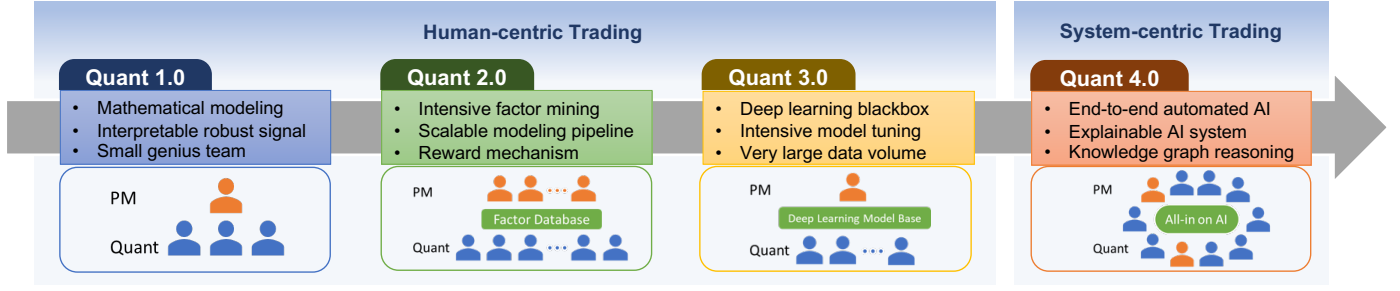 Human-centric Trading
System-centric Trading
Quant 1.0
• Mathematical modeling
• Interpretable robust signal
• Small genius team
PM
Quant
Quant 2.0
• Intensive factor mining
• Scalable modeling pipeline
• Reward mechanism
PM
Factor Database
Quant
Quant 3.0
• Deep learning blackbox
• Intensive model tuning
• Very large data volume
PM
Deep Learning Model Base
Quant
Quant 4.0
• End-to-end automated AI
• Explainable AI system
• Knowledge graph reasoning
PM
All-in on AI
Quant